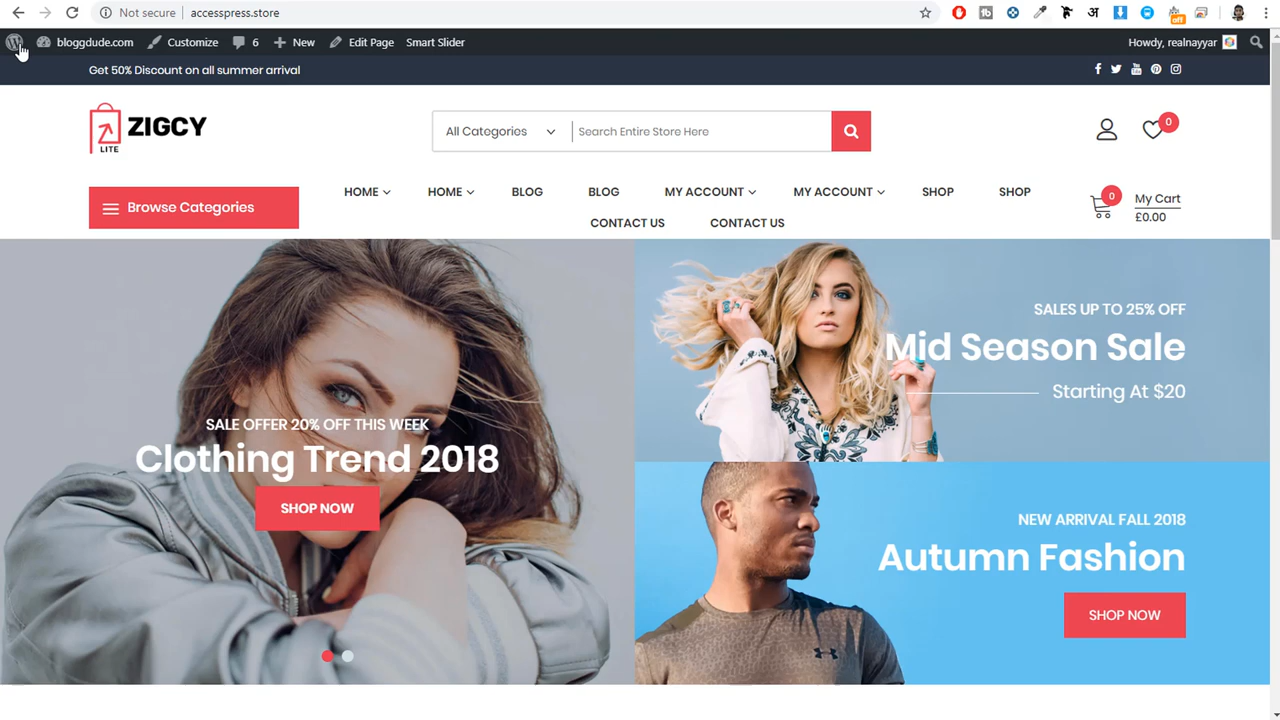 Not secure accesspress.store
अ
off
bloggdude.com Customize 6 New Edit Page Smart Slider Howdy, realnayyar
Get 50% Discount on all summer arrival
ZIGCY
LITE
All Categories Search Entire Store Here 0
Browse Categories
HOME HOME BLOG BLOG MY ACCOUNT MY ACCOUNT SHOP SHOP
CONTACT US CONTACT US
0 My Cart
£0.00
SALE OFFER 20% OFF THIS WEEK
Clothing Trend 2018
SHOP NOW
SALES UP TO 25% OFF
Mid Season Sale
Starting At $20
NEW ARRIVAL FALL 2018
Autumn Fashion
SHOP NOW